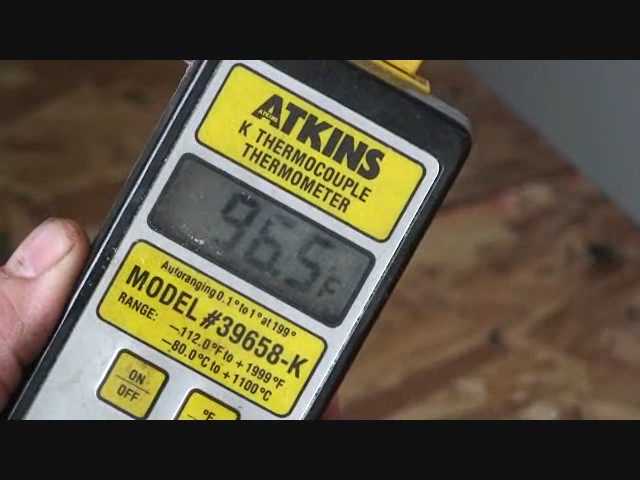 ATKINS
ATKINS
K THERMOCOUPLE
THERMOMETER
96.5F
Autoranging 0.1° to 1° at 199°
MODEL #39658-K
RANGE: —112.0°F to + 1999°F
—80.0°C to + 1100°C
ON
OFF
°F